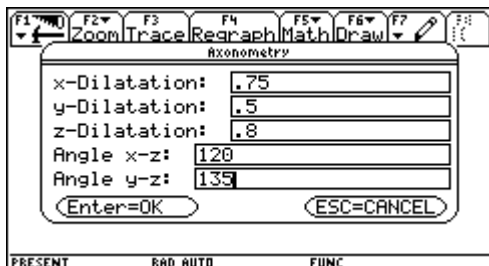 F1 F2 F3 F4 F5 F6 F7
Zoom Trace Regraph Math Draw
Axonometry
x-Dilatation: .75
y-Dilatation: .5
z-Dilatation: .8
Angle x-z: 120
Angle y-z: 135
Enter=OK ESC=CANCEL
PRESENT RAD AUTO FUNC